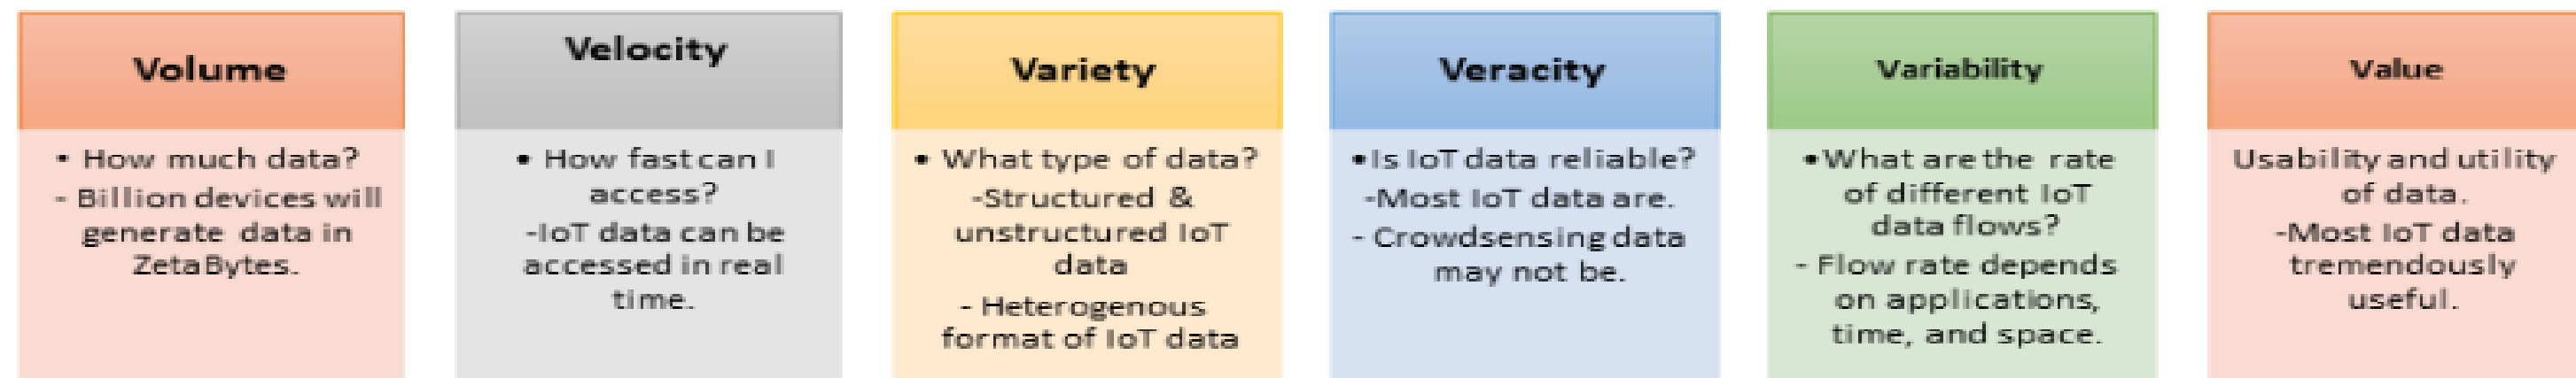 Volume
• How much data?
- Billion devices will
generate data in
ZetaBytes.
Velocity
• How fast can I
access?
-IoT data can be
accessed in real
time.
Variety
• What type of data?
-Structured &
unstructured IoT
data
- Heterogenous
format of IoT data
Veracity
•Is IoT data reliable?
-Most IoT data are.
- Crowdsensing data
may not be.
Variability
•What are the rate
of different IoT
data flows?
- Flow rate depends
on applications,
time, and space.
Value
Usability and utility
of data.
-Most IoT data
tremendously
useful.